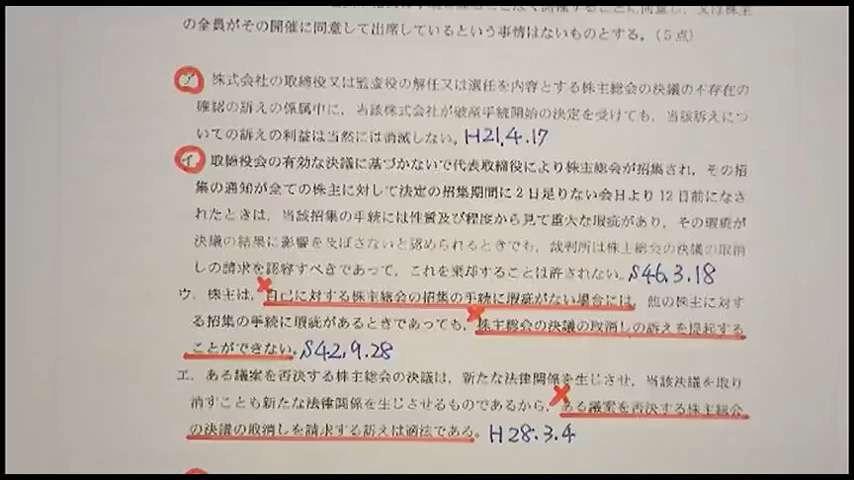 の全員がその開催に同意して出席しているという事情はないものとする。(5点)
ア 株式会社の取締役又は監査役の解任又は選任を内容とする株主総会の決議の不存在の
確認の訴えの係属中に、当該株式会社が破産手続開始の決定を受けても、当該訴えにつ
いての訴えの利益は当然には消滅しない。H21.4.17
イ. 取締役会の有効な決議に基づかないで代表取締役により株主総会が招集され、その招
集の通知が全ての株主に対して法定の招集期間に2日足りない会日より12日前になさ
れたときは、当該招集の手続には性質及び程度から見て重大な瑕疵があり、その瑕疵が
決議の結果に影響を及ぼさないと認められるときでも、裁判所は株主総会の決議の取消
しの請求を認容すべきであって、これを棄却することは許されない。S46.3.18
ウ. 株主は、自己に対する株主総会の招集の手続に瑕疵がない場合には、他の株主に対す
る招集の手続に瑕疵があるときであっても、株主総会の決議の取消しの訴えを提起する
ことができない。S42.9.28
エ. ある議案を否決する株主総会の決議は、新たな法律関係を生じさせ、当該決議を取り
消すことも新たな法律関係を生じさせるものであるから、ある議案を否決する株主総会
の決議の取消しを請求する訴えは適法である。H28.3.4